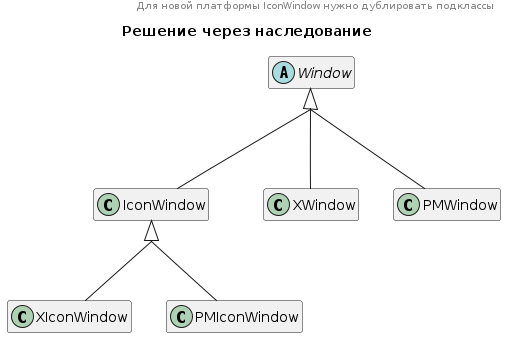 Для новой платформы IconWindow нужно дублировать подклассы
Решение через наследование
A Window
C IconWindow
C XWindow
C PMWindow
C XIconWindow
C PMIconWindow